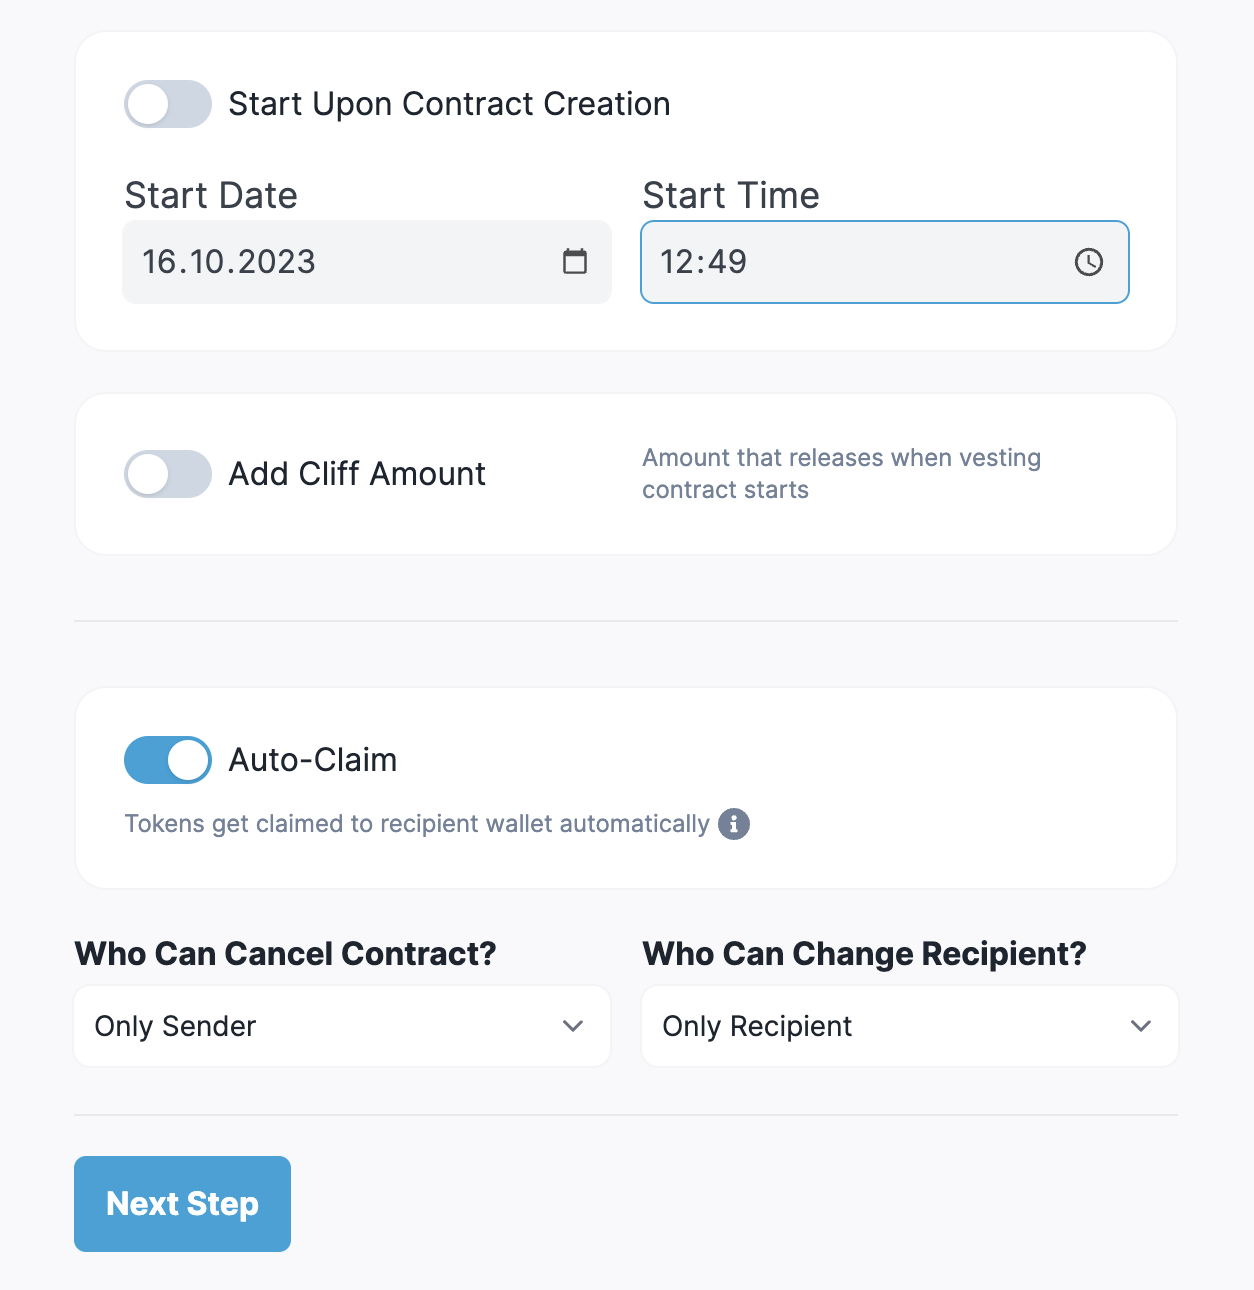 Start Upon Contract Creation
Start Date
Start Time
16.10.2023
12:49
Add Cliff Amount
Amount that releases when vesting
contract starts
Auto-Claim
Tokens get claimed to recipient wallet automatically
Who Can Cancel Contract?
Who Can Change Recipient?
Only Sender
Only Recipient
Next Step